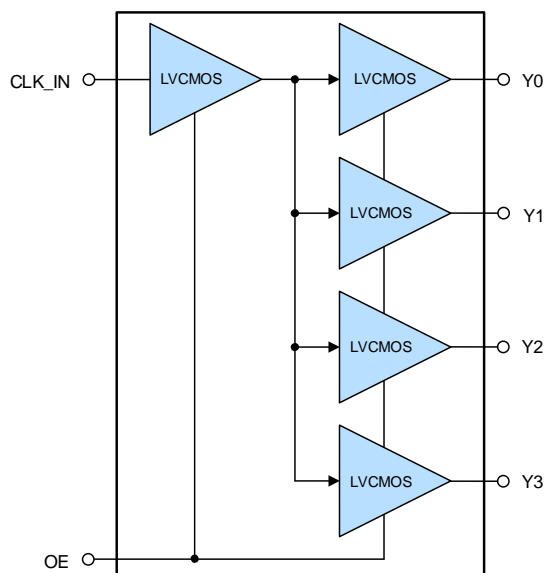 CLK_IN
LVCMOS
LVCMOS
Y0
LVCMOS
Y1
LVCMOS
Y2
LVCMOS
Y3
OE